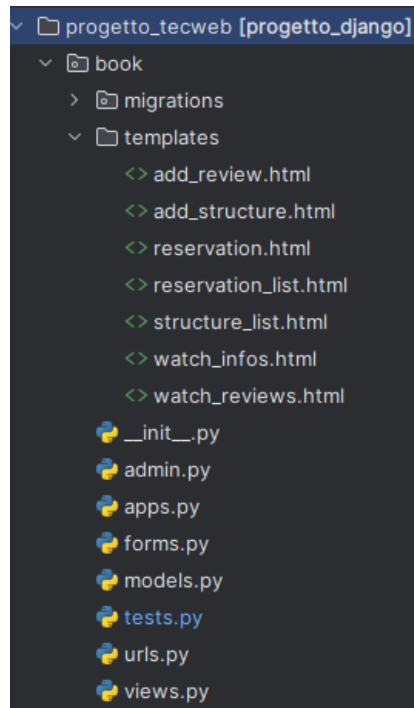 progetto_tecweb [progetto_django]
book
migrations
templates
add_review.html
add_structure.html
reservation.html
reservation_list.html
structure_list.html
watch_infos.html
watch_reviews.html
__init__.py
admin.py
apps.py
forms.py
models.py
tests.py
urls.py
views.py